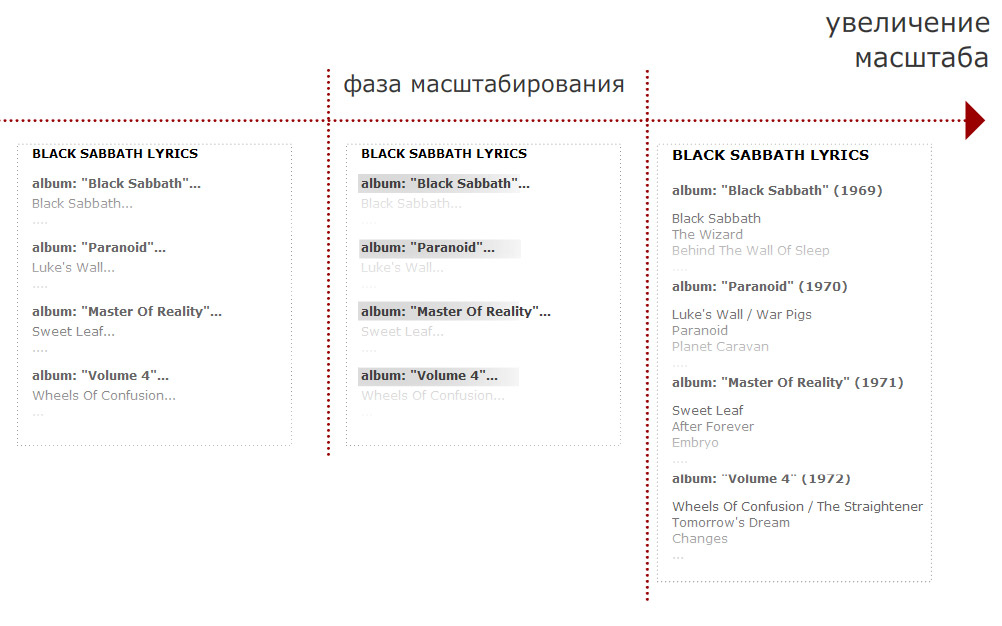 увеличение
масштаба
фаза масштабирования
BLACK SABBATH LYRICS
album: "Black Sabbath"...
Black Sabbath...
....
album: "Paranoid"...
Luke's Wall...
....
album: "Master Of Reality"...
Sweet Leaf...
....
album: "Volume 4"...
Wheels Of Confusion...
...
BLACK SABBATH LYRICS
album: "Black Sabbath"...
Black Sabbath...
....
album: "Paranoid"...
Luke's Wall...
....
album: "Master Of Reality"...
Sweet Leaf...
....
album: "Volume 4"...
Wheels Of Confusion...
...
BLACK SABBATH LYRICS
album: "Black Sabbath" (1969)
Black Sabbath
The Wizard
Behind The Wall Of Sleep
....
album: "Paranoid" (1970)
Luke's Wall / War Pigs
Paranoid
Planet Caravan
....
album: "Master Of Reality" (1971)
Sweet Leaf
After Forever
Embryo
....
album: "Volume 4" (1972)
Wheels Of Confusion / The Straightener
Tomorrow's Dream
Changes
...